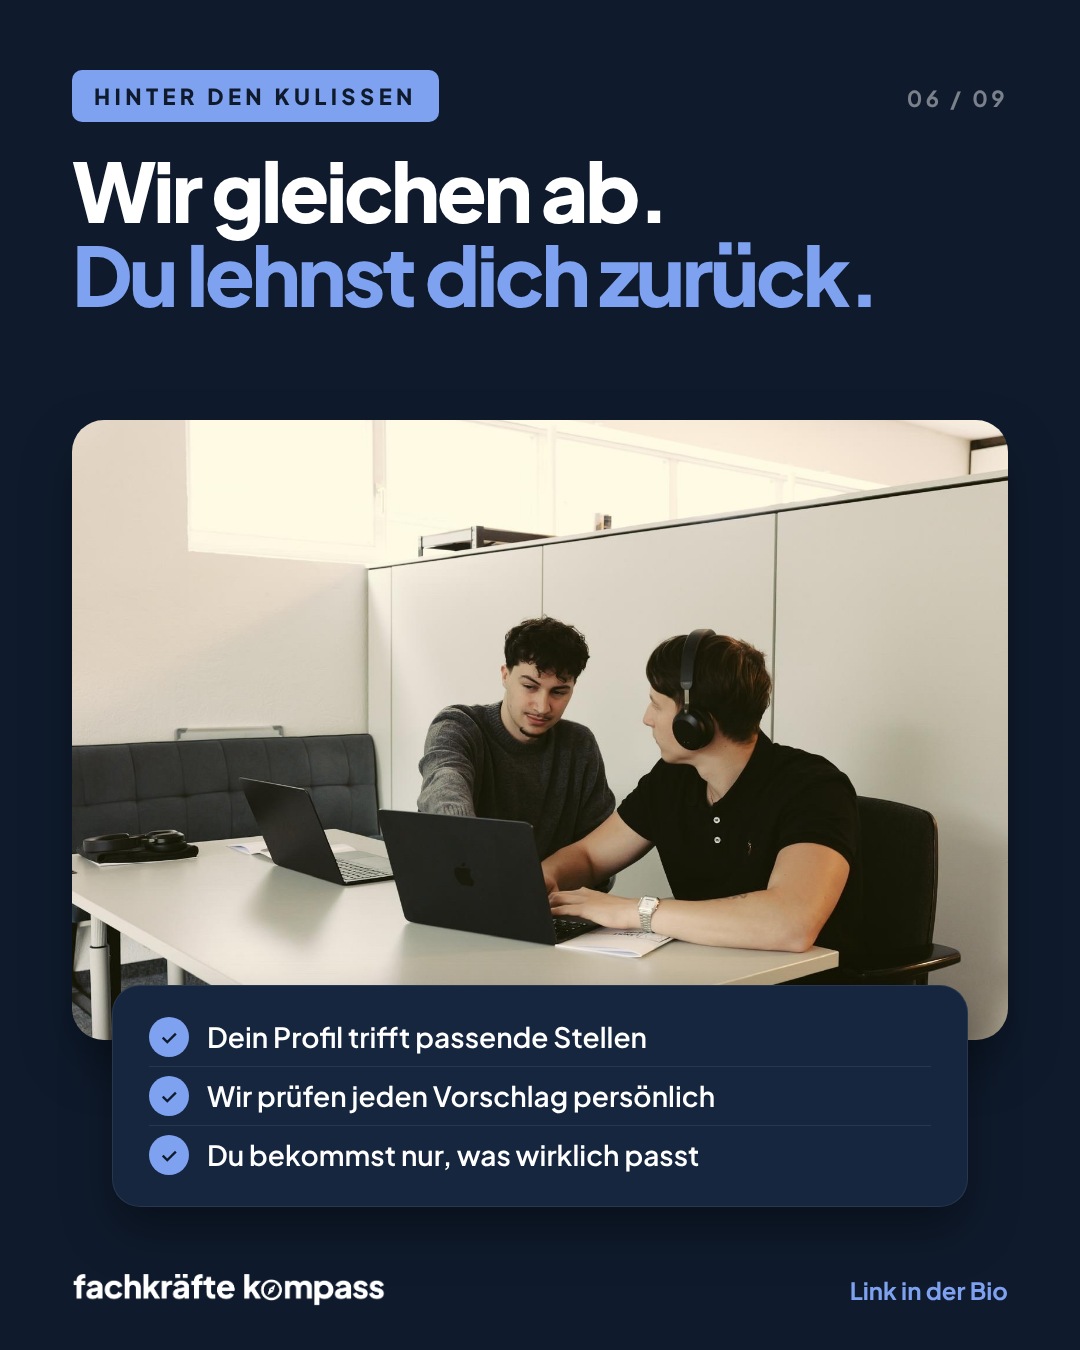 HINTER DEN KULISSEN
06 / 09
Wir gleichen ab.
Du lehnst dich zurück.
Dein Profil trifft passende Stellen
Wir prüfen jeden Vorschlag persönlich
Du bekommst nur, was wirklich passt
fachkräfte kompass
Link in der Bio